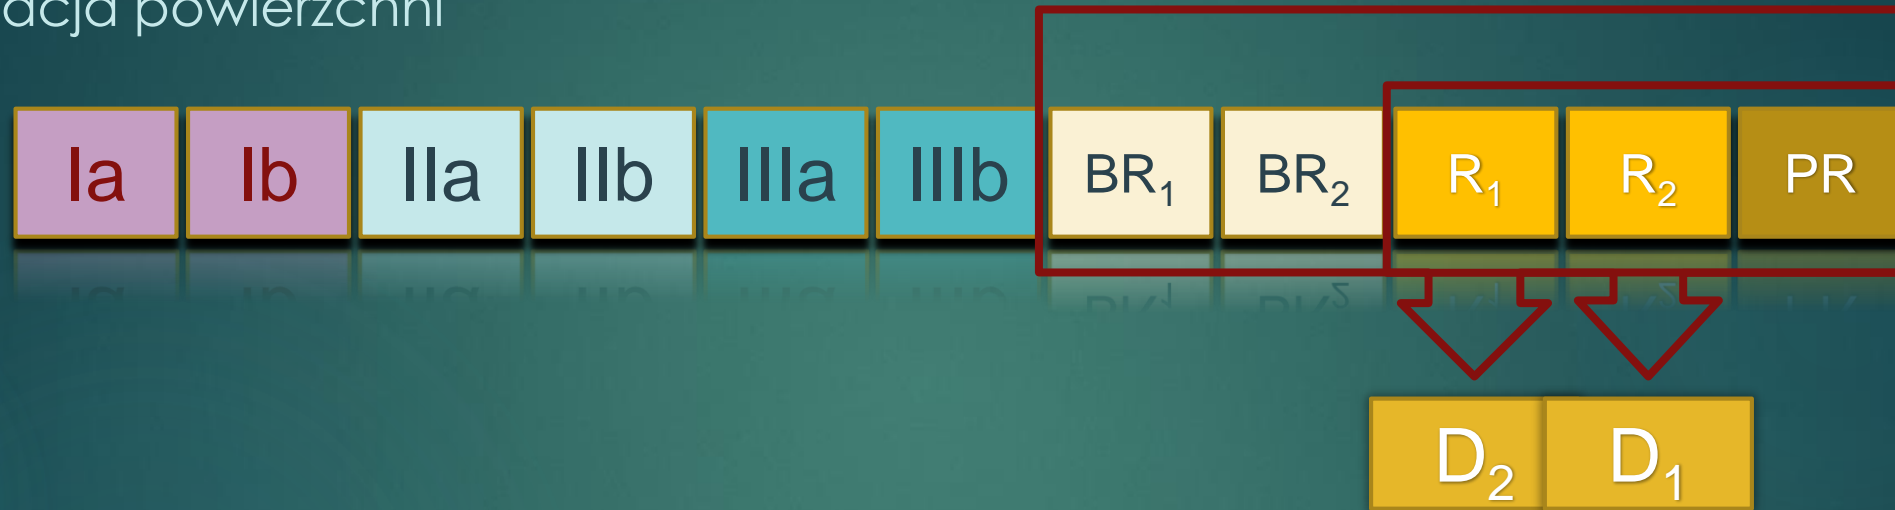 acja powierzchni
Ia Ib IIa IIb IIIa IIIb BR₁ BR₂ R₁ R₂ PR
D₂ D₁